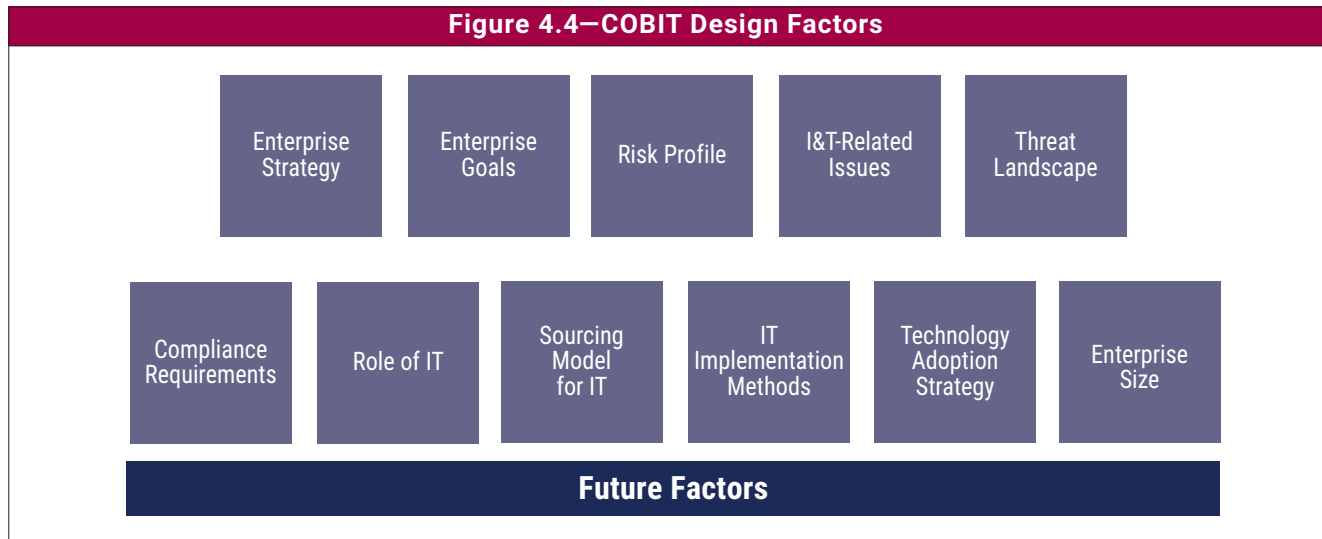 Figure 4.4—COBIT Design Factors
Enterprise
Strategy
Enterprise
Goals
Risk Profile
I&T-Related
Issues
Threat
Landscape
Compliance
Requirements
Role of IT
Sourcing
Model
for IT
IT
Implementation
Methods
Technology
Adoption
Strategy
Enterprise
Size
Future Factors